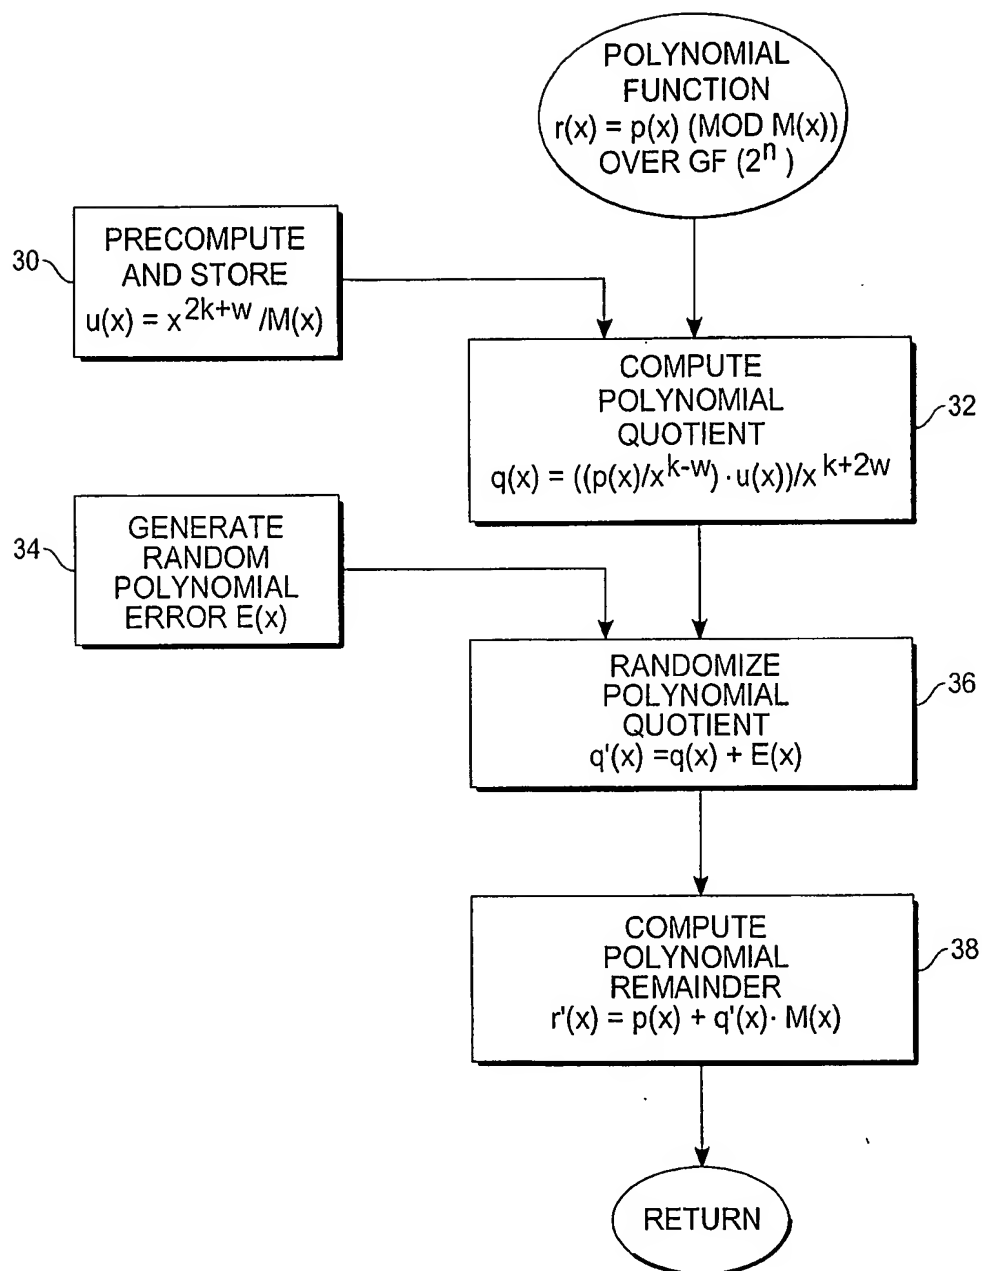 POLYNOMIAL
FUNCTION
r(x) = p(x) (MOD M(x))
OVER GF (2^n)
30
PRECOMPUTE
AND STORE
u(x) = x^2k+w /M(x)
COMPUTE
POLYNOMIAL
QUOTIENT
q(x) = ((p(x)/x^k-w)·u(x))/x^k+2w
32
34
GENERATE
RANDOM
POLYNOMIAL
ERROR E(x)
RANDOMIZE
POLYNOMIAL
QUOTIENT
q'(x) =q(x) + E(x)
36
COMPUTE
POLYNOMIAL
REMAINDER
r'(x) = p(x) + q'(x)· M(x)
38
RETURN